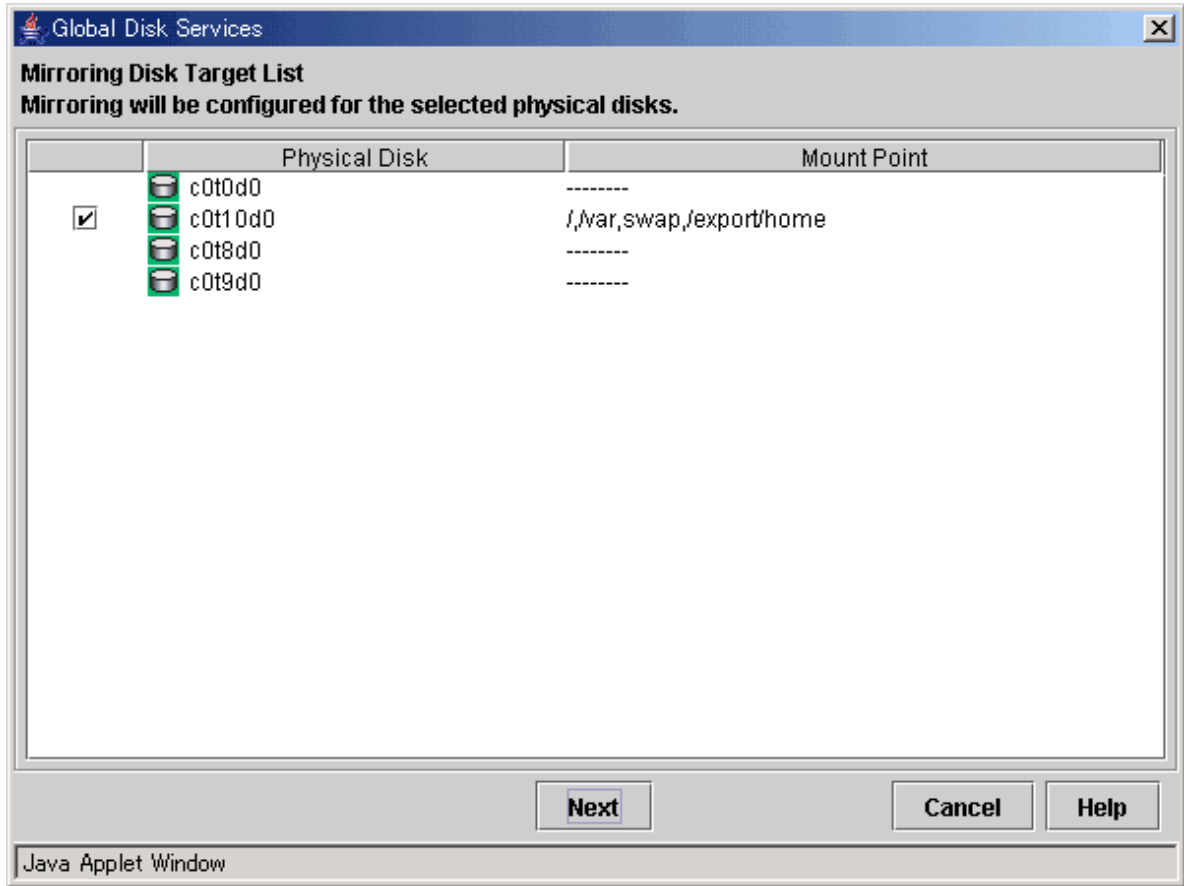 Global Disk Services
Mirroring Disk Target List
Mirroring will be configured for the selected physical disks.
Physical Disk Mount Point
c0t0d0 --------
c0t10d0 /,/var,swap,/export/home
c0t8d0 --------
c0t9d0 --------
Next Cancel Help
Java Applet Window